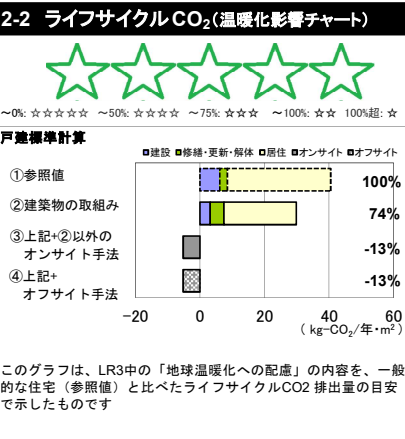 2-2 ライフサイクルCO₂(温暖化影響チャート)
～0%: ☆☆☆☆☆ ～50%: ☆☆☆☆ ～75%: ☆☆☆ ～100%: ☆☆ 100%超: ☆
戸建標準計算
■建設 ■修繕・更新・解体 □居住 ■オンサイト ■オフサイト
①参照値 100%
②建築物の取組み 74%
③上記+②以外の
オンサイト手法 -13%
④上記+
オフサイト手法 -13%
−20 0 20 40 60
( kg-CO₂/年・m² )
このグラフは、LR3中の「地球温暖化への配慮」の内容を、一般
的な住宅（参照値）と比べたライフサイクルCO2 排出量の目安
で示したものです